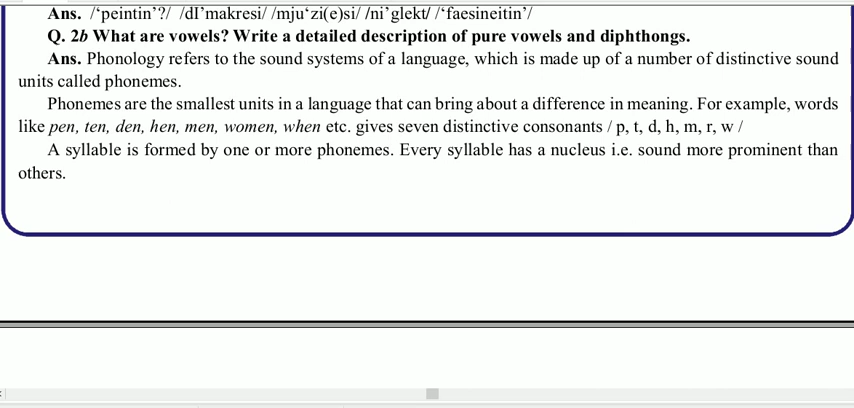 Ans. /‘peintin’?/ /dI’makresi/ /mju‘zi(e)si/ /ni’glekt/ /‘faesineitin’/
Q. 2b What are vowels? Write a detailed description of pure vowels and diphthongs.
Ans. Phonology refers to the sound systems of a language, which is made up of a number of distinctive sound
units called phonemes.
Phonemes are the smallest units in a language that can bring about a difference in meaning. For example, words
like pen, ten, den, hen, men, women, when etc. gives seven distinctive consonants / p, t, d, h, m, r, w /
A syllable is formed by one or more phonemes. Every syllable has a nucleus i.e. sound more prominent than
others.